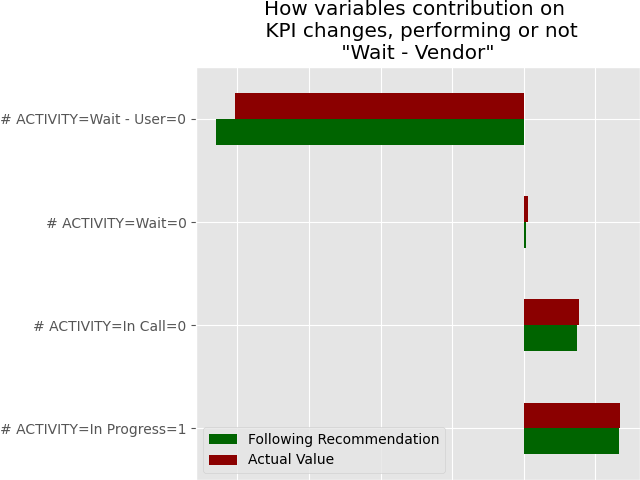 How variables contribution on
KPI changes, performing or not
"Wait - Vendor"
# ACTIVITY=Wait - User=0
# ACTIVITY=Wait=0
# ACTIVITY=In Call=0
# ACTIVITY=In Progress=1
Following Recommendation
Actual Value